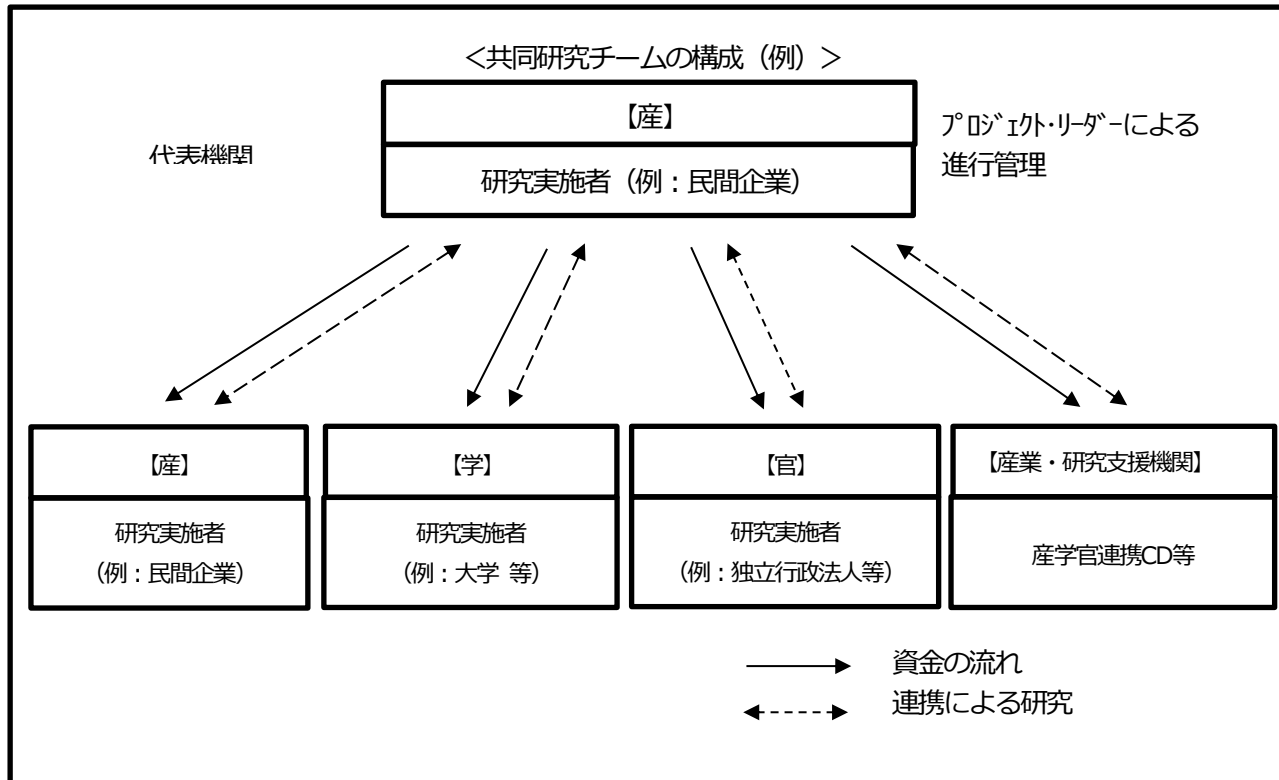 ＜共同研究チームの構成（例）＞
【産】
研究実施者（例：民間企業）
代表機関
ﾌﾟﾛｼﾞｪｸﾄ･ﾘｰﾀﾞｰによる
進行管理
【産】
研究実施者
（例：民間企業）
【学】
研究実施者
（例：大学 等）
【官】
研究実施者
（例：独立行政法人等）
【産業・研究支援機関】
産学官連携CD等
資金の流れ
連携による研究